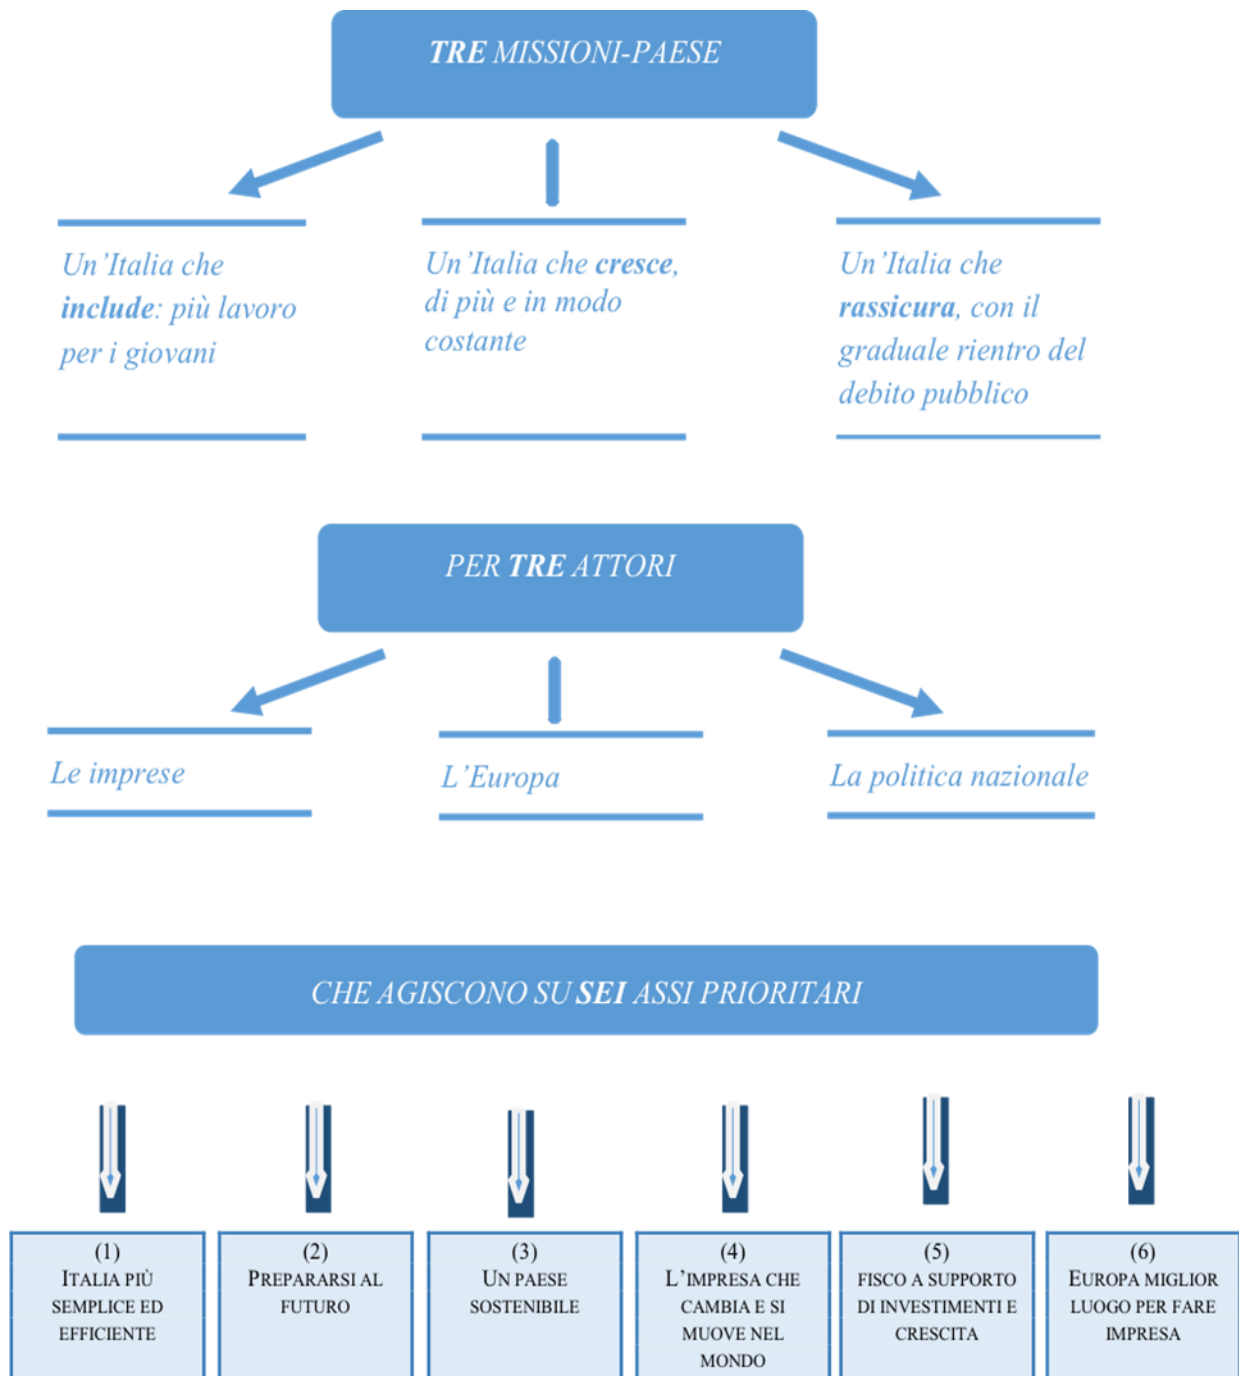 TRE MISSIONI-PAESE
Un’Italia che
include: più lavoro
per i giovani
Un’Italia che cresce,
di più e in modo
costante
Un’Italia che
rassicura, con il
graduale rientro del
debito pubblico
PER TRE ATTORI
Le imprese
L’Europa
La politica nazionale
CHE AGISCONO SU SEI ASSI PRIORITARI
(1)
ITALIA PIÙ
SEMPLICE ED
EFFICIENTE
(2)
PREPARARSI AL
FUTURO
(3)
UN PAESE
SOSTENIBILE
(4)
L’IMPRESA CHE
CAMBIA E SI
MUOVE NEL
MONDO
(5)
FISCO A SUPPORTO
DI INVESTIMENTI E
CRESCITA
(6)
EUROPA MIGLIOR
LUOGO PER FARE
IMPRESA